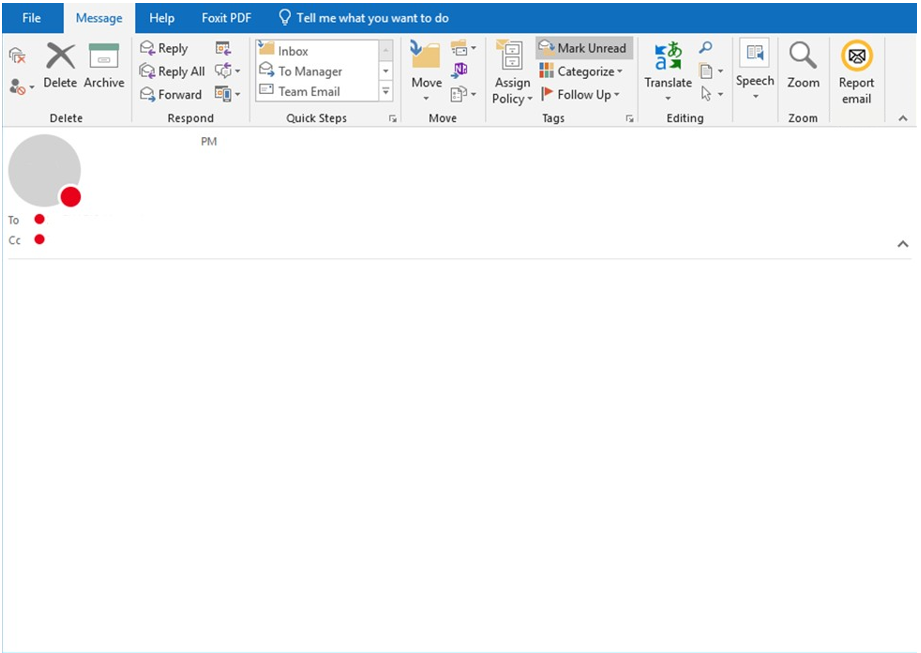 File Message Help Foxit PDF Tell me what you want to do
Delete
Archive
Delete
Reply
Reply All
Forward
Respond
Inbox
To Manager
Team Email
Quick Steps
Move
Move
Assign
Policy
Mark Unread
Categorize
Follow Up
Tags
Translate
Editing
Speech
Zoom
Zoom
Report
email
PM
To
Cc